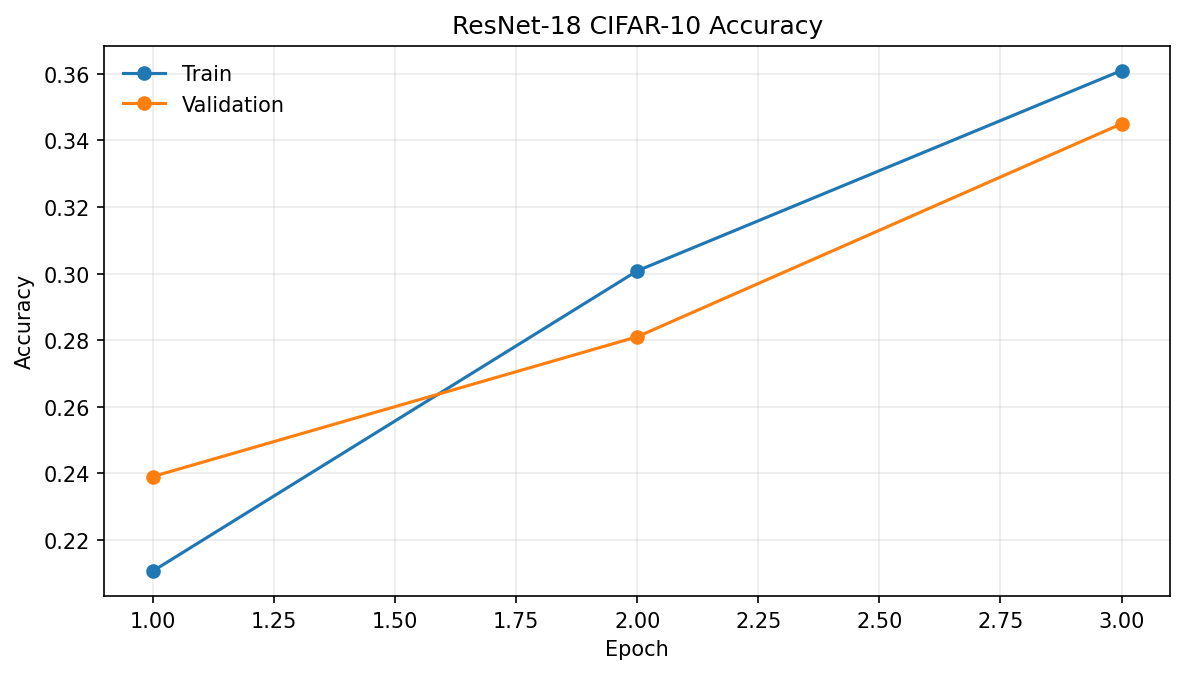 ResNet-18 CIFAR-10 Accuracy
Train
Validation
Accuracy
0.36
0.34
0.32
0.30
0.28
0.26
0.24
0.22
1.00 1.25 1.50 1.75 2.00 2.25 2.50 2.75 3.00
Epoch